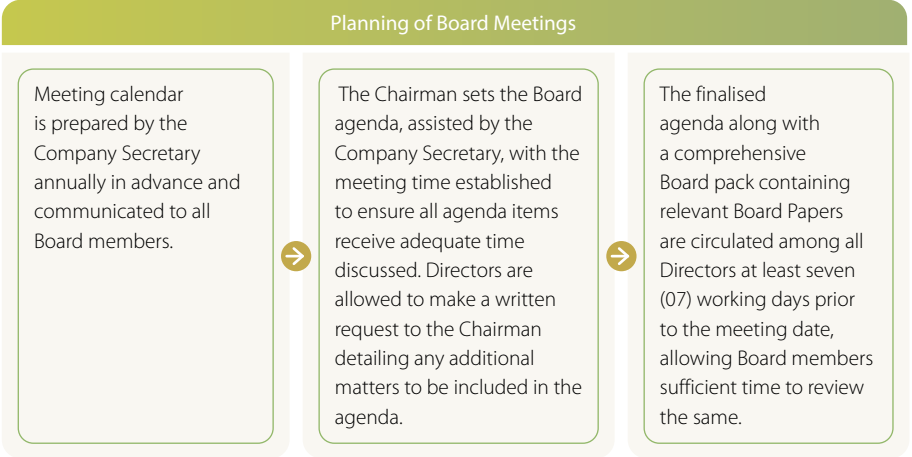 Planning of Board Meetings
Meeting calendar
is prepared by the
Company Secretary
annually in advance and
communicated to all
Board members.
The Chairman sets the Board
agenda, assisted by the
Company Secretary, with the
meeting time established
to ensure all agenda items
receive adequate time
discussed. Directors are
allowed to make a written
request to the Chairman
detailing any additional
matters to be included in the
agenda.
The finalised
agenda along with
a comprehensive
Board pack containing
relevant Board Papers
are circulated among all
Directors at least seven
(07) working days prior
to the meeting date,
allowing Board members
sufficient time to review
the same.